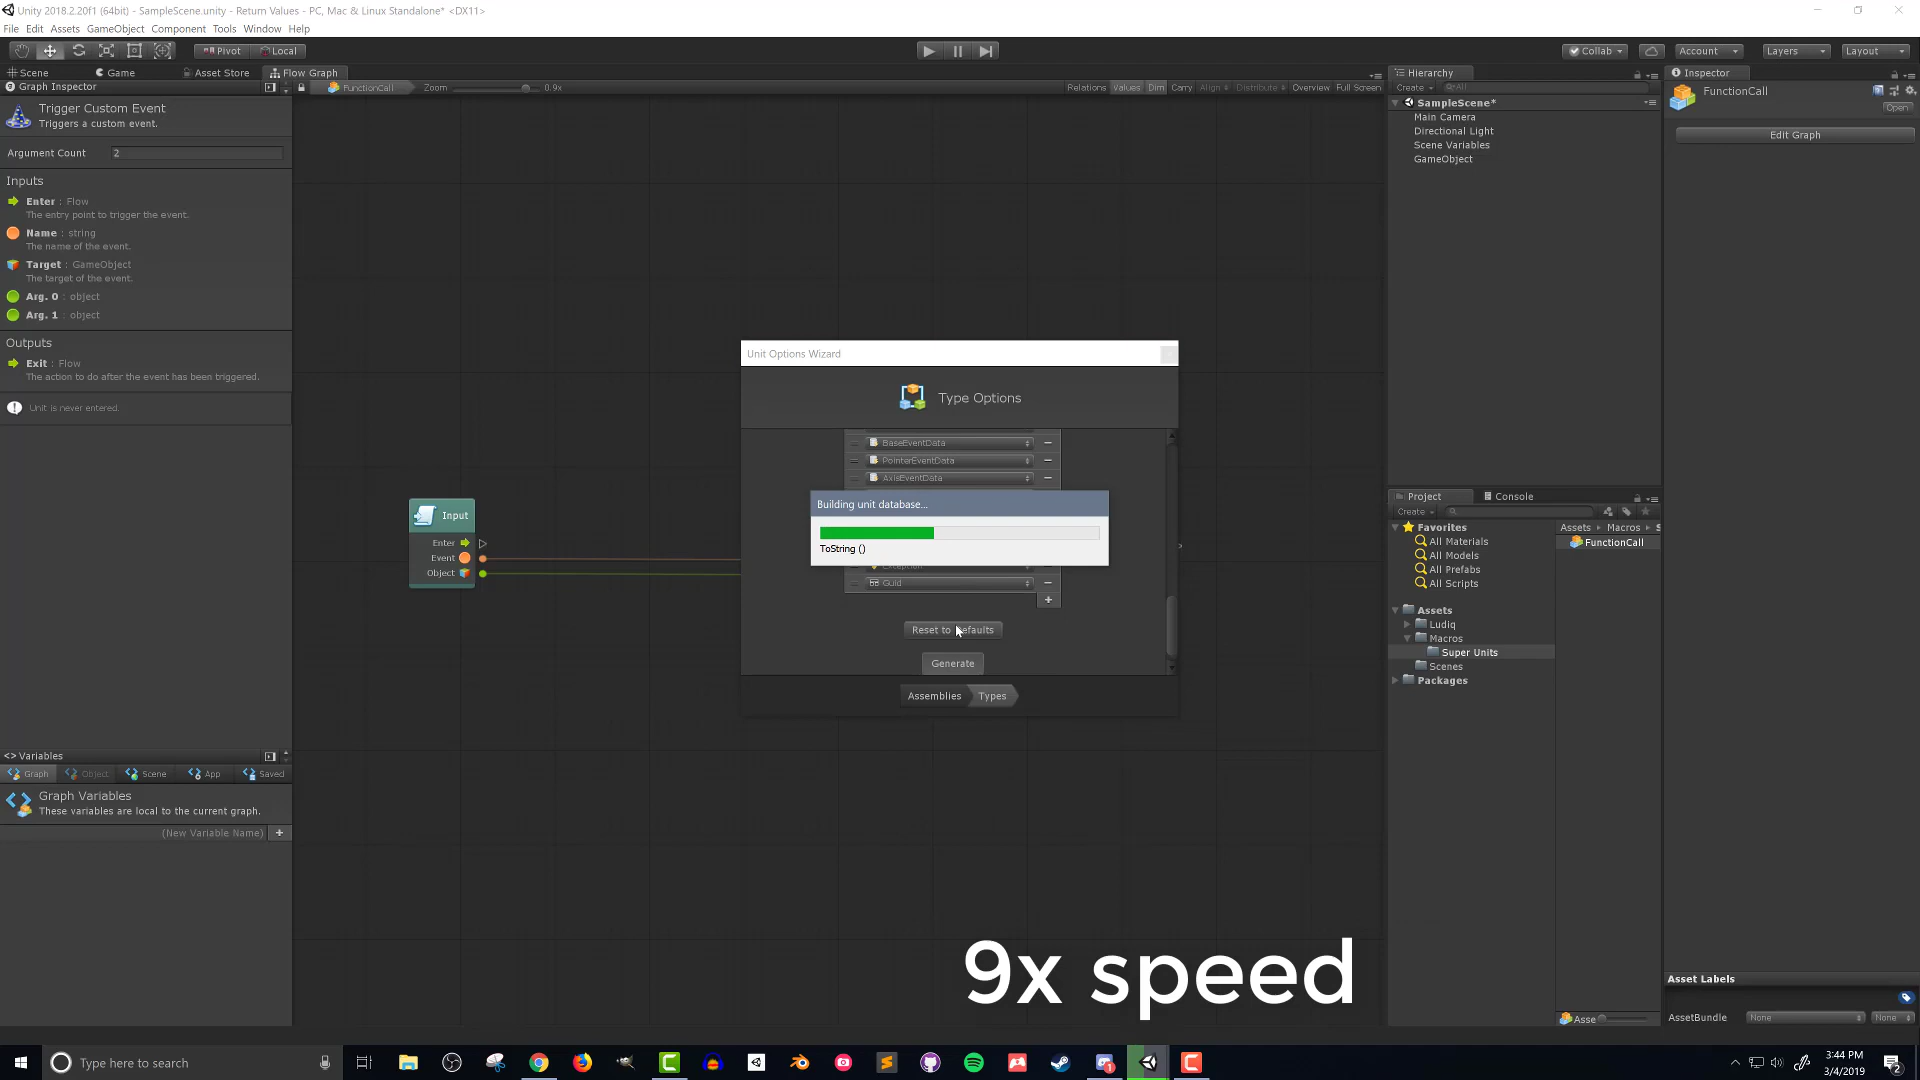 Unity 2018.2.20f1 (64bit) - SampleScene.unity - Return Values - PC, Mac & Linux Standalone* <DX11>
File Edit Assets GameObject Component Tools Window Help
Pivot Local Collab Account Layers Layout
Scene Game Asset Store Flow Graph
Graph Inspector
FunctionCall Zoom 0.9x Relations Values Dim Carry Align Distribute Overview Full Screen
Trigger Custom Event
Triggers a custom event.
Argument Count 2
Inputs
Enter : Flow
The entry point to trigger the event.
Name : string
The name of the event.
Target : GameObject
The target of the event.
Arg. 0 : object
Arg. 1 : object
Outputs
Exit : Flow
The action to do after the event has been triggered.
Unit is never entered.
<> Variables
Graph Object Scene App Saved
Graph Variables
These variables are local to the current graph.
(New Variable Name) +
Input
Enter
Event
Object
Unit Options Wizard
Type Options
BaseEventData
PointerEventData
AxisEventData
Building unit database...
ToString ()
Exception
Guid
Reset to Defaults
Generate
Assemblies Types
9x speed
Hierarchy
Create All
SampleScene*
Main Camera
Directional Light
Scene Variables
GameObject
Project Console
Create
Favorites
All Materials
All Models
All Prefabs
All Scripts
Assets
Ludiq
Macros
Super Units
Scenes
Packages
Assets Macros S
FunctionCall
Asse
Inspector
FunctionCall
Open
Edit Graph
Asset Labels
AssetBundle None None
Type here to search
1
3:44 PM
3/4/2019
2